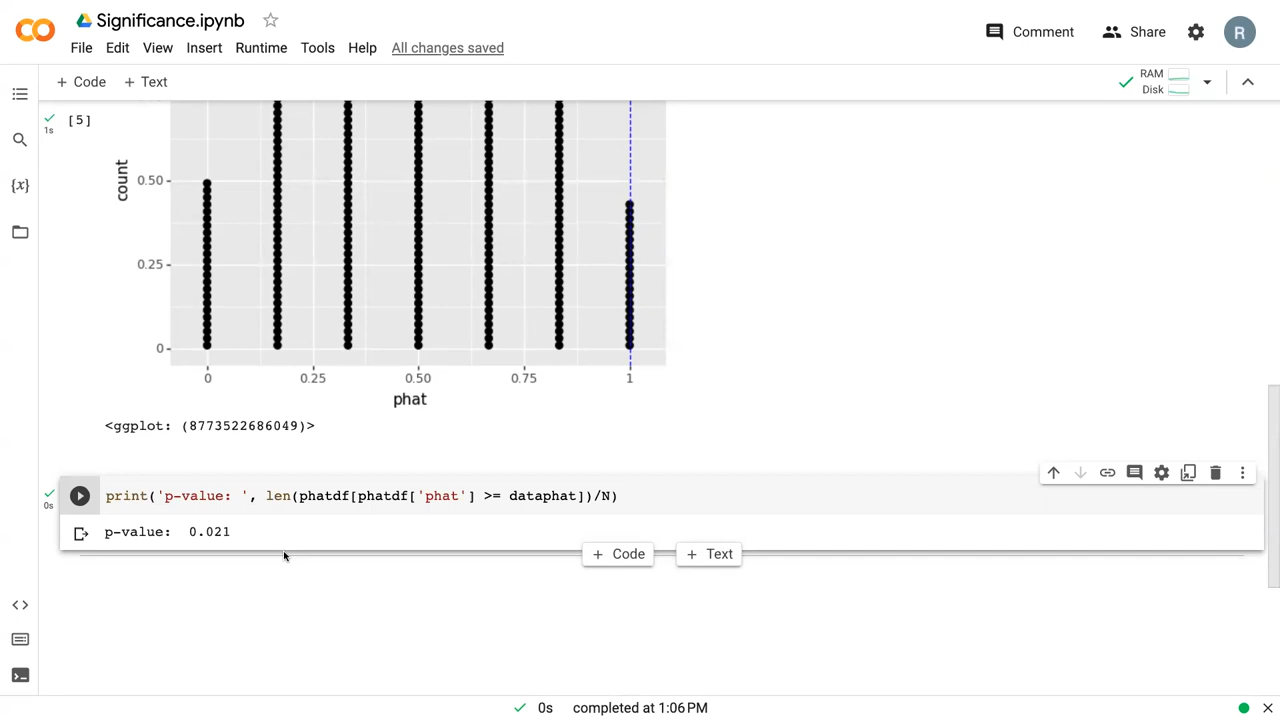 Significance.ipynb
File Edit View Insert Runtime Tools Help All changes saved
Comment
Share
R
+ Code + Text
RAM
Disk
[5]
1s
count
0.50
0.25
0
0 0.25 0.50 0.75 1
phat
<ggplot: (8773522686049)>
{x}
0s
print('p-value: ', len(phatdf[phatdf['phat'] >= dataphat])/N)
p-value:  0.021
+ Code + Text
0s completed at 1:06 PM